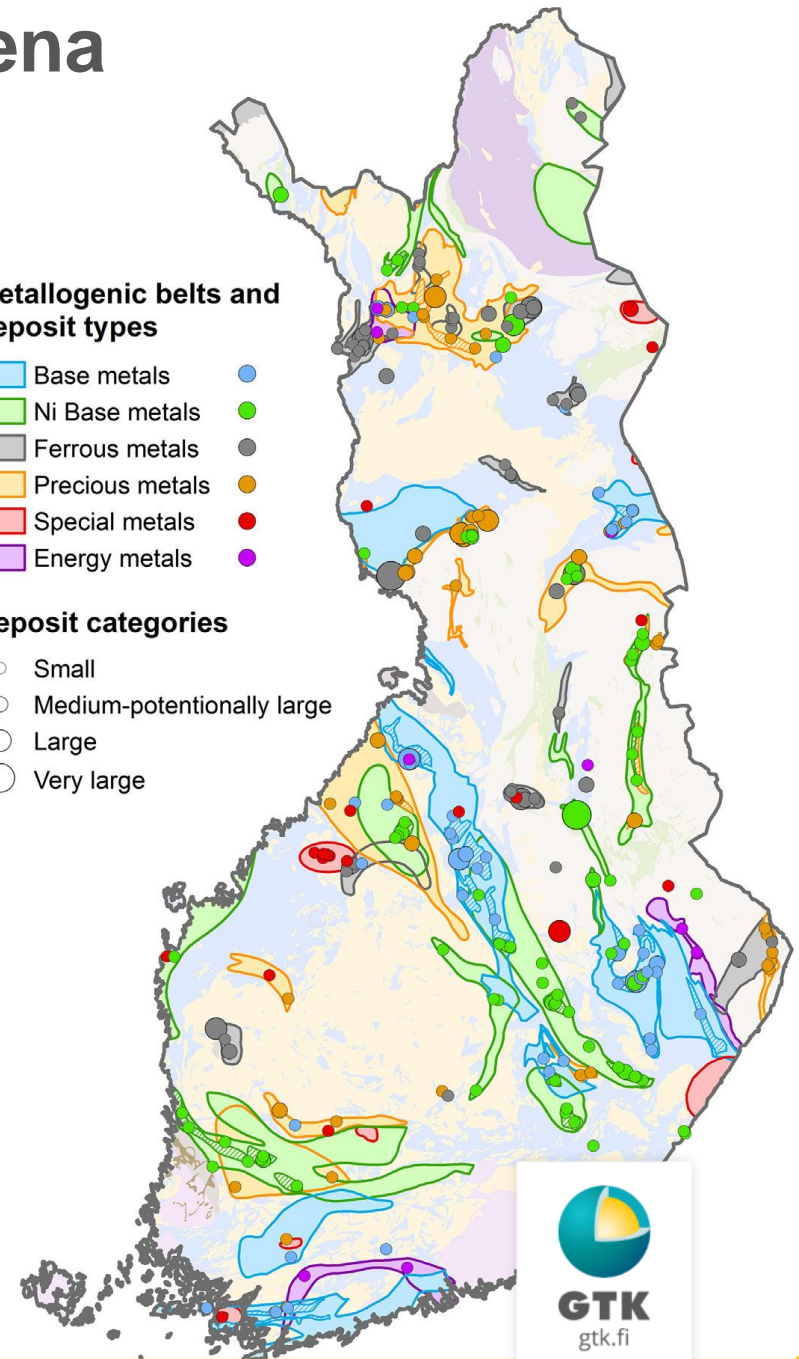 ena
etallogenic belts and
eposit types
Base metals
Ni Base metals
Ferrous metals
Precious metals
Special metals
Energy metals
eposit categories
Small
Medium-potentially large
Large
Very large
GTK
gtk.fi